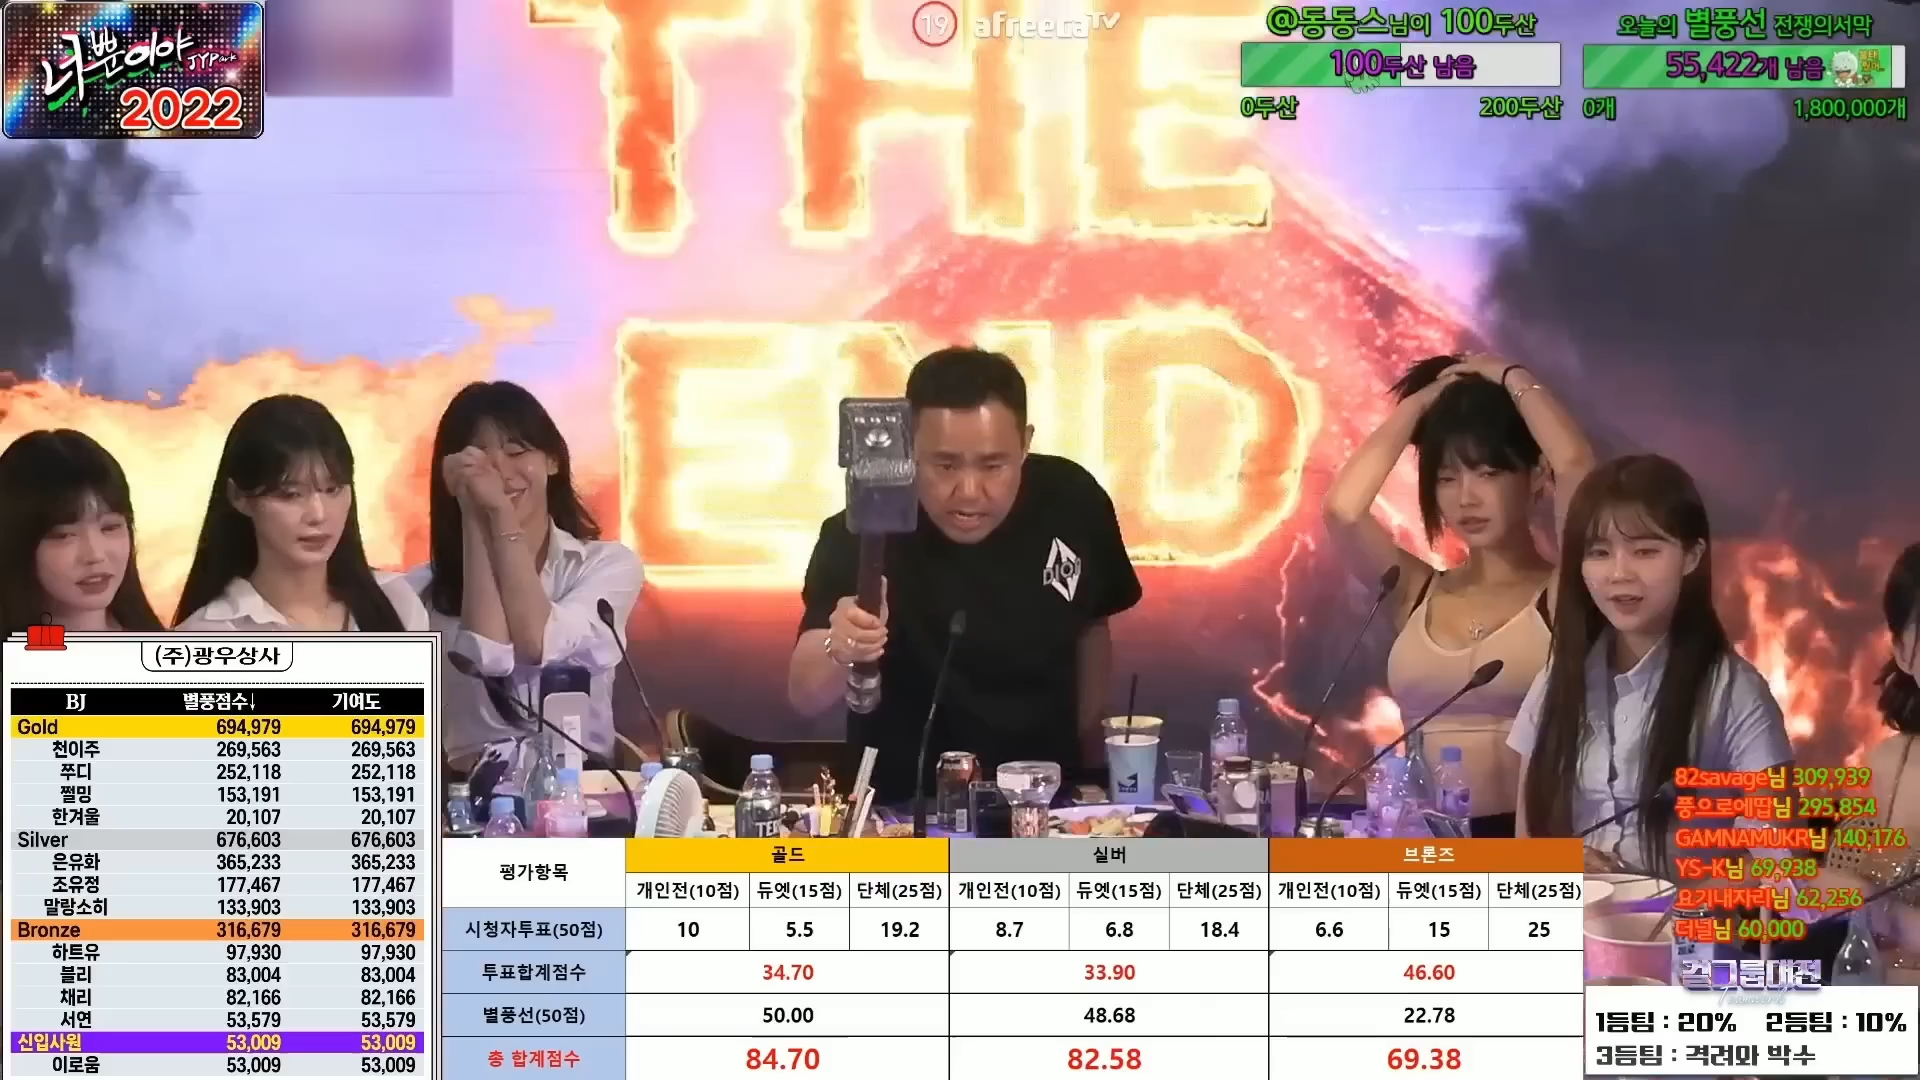 너뿐이야
JYPark
2022
THE
END
19 afreecaTV
@동동스님이 100두산
100두산 남음
0두산 200두산
오늘의 별풍선 전쟁의서막
55,422개 남음
0개 1,800,000개
DIOR
(주)광우상사
BJ 별풍점수↓ 기여도
Gold 694,979 694,979
천이주 269,563 269,563
쭈디 252,118 252,118
쩔밍 153,191 153,191
한겨울 20,107 20,107
Silver 676,603 676,603
은유화 365,233 365,233
조유정 177,467 177,467
말랑소히 133,903 133,903
Bronze 316,679 316,679
하트유 97,930 97,930
블리 83,004 83,004
채리 82,166 82,166
서연 53,579 53,579
신입사원 53,009 53,009
이로움 53,009 53,009
평가항목 골드 실버 브론즈
개인전(10점) 듀엣(15점) 단체(25점) 개인전(10점) 듀엣(15점) 단체(25점) 개인전(10점) 듀엣(15점) 단체(25점)
시청자투표(50점) 10 5.5 19.2 8.7 6.8 18.4 6.6 15 25
투표합계점수 34.70 33.90 46.60
별풍선(50점) 50.00 48.68 22.78
총 합계점수 84.70 82.58 69.38
82savage님 309,939
풍으로에떱님 295,854
GAMNAMUKR님 140,176
YS-K님 69,938
요기내자리님 62,256
더널님 60,000
걸그룹대전
Teamwork
1등팀 : 20% 2등팀 : 10%
3등팀 : 격려와 박수